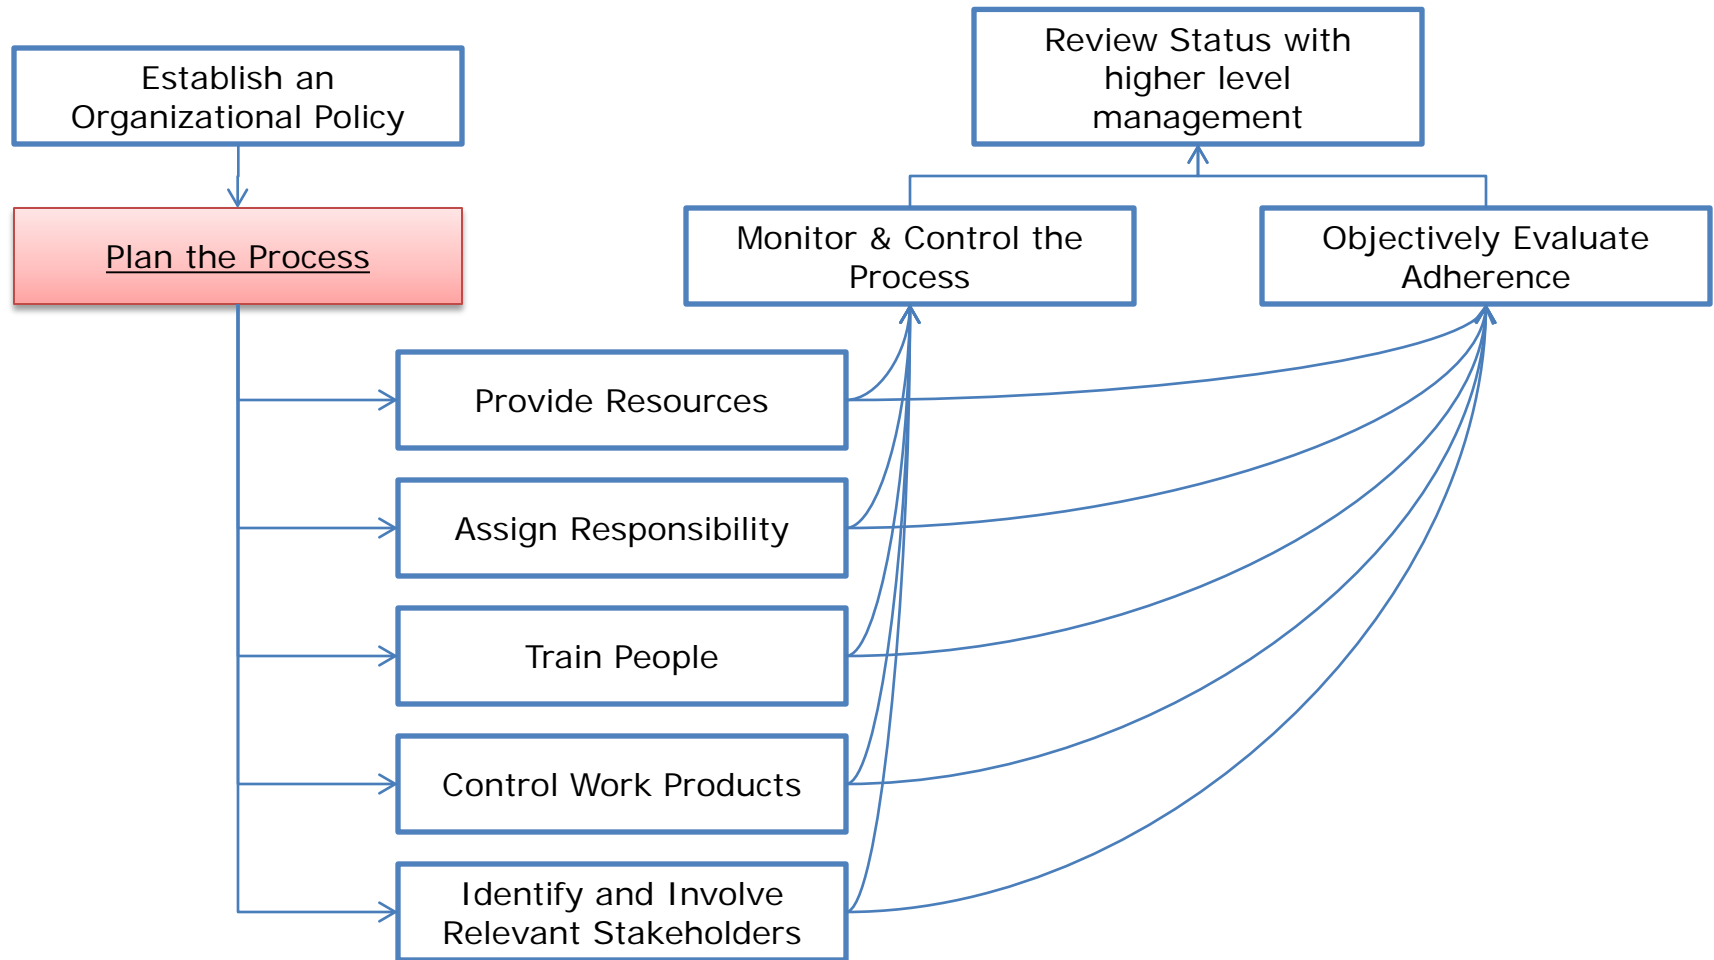 Establish an
Organizational Policy
Plan the Process
Review Status with
higher level
management
Monitor & Control the
Process
Objectively Evaluate
Adherence
Provide Resources
Assign Responsibility
Train People
Control Work Products
Identify and Involve
Relevant Stakeholders